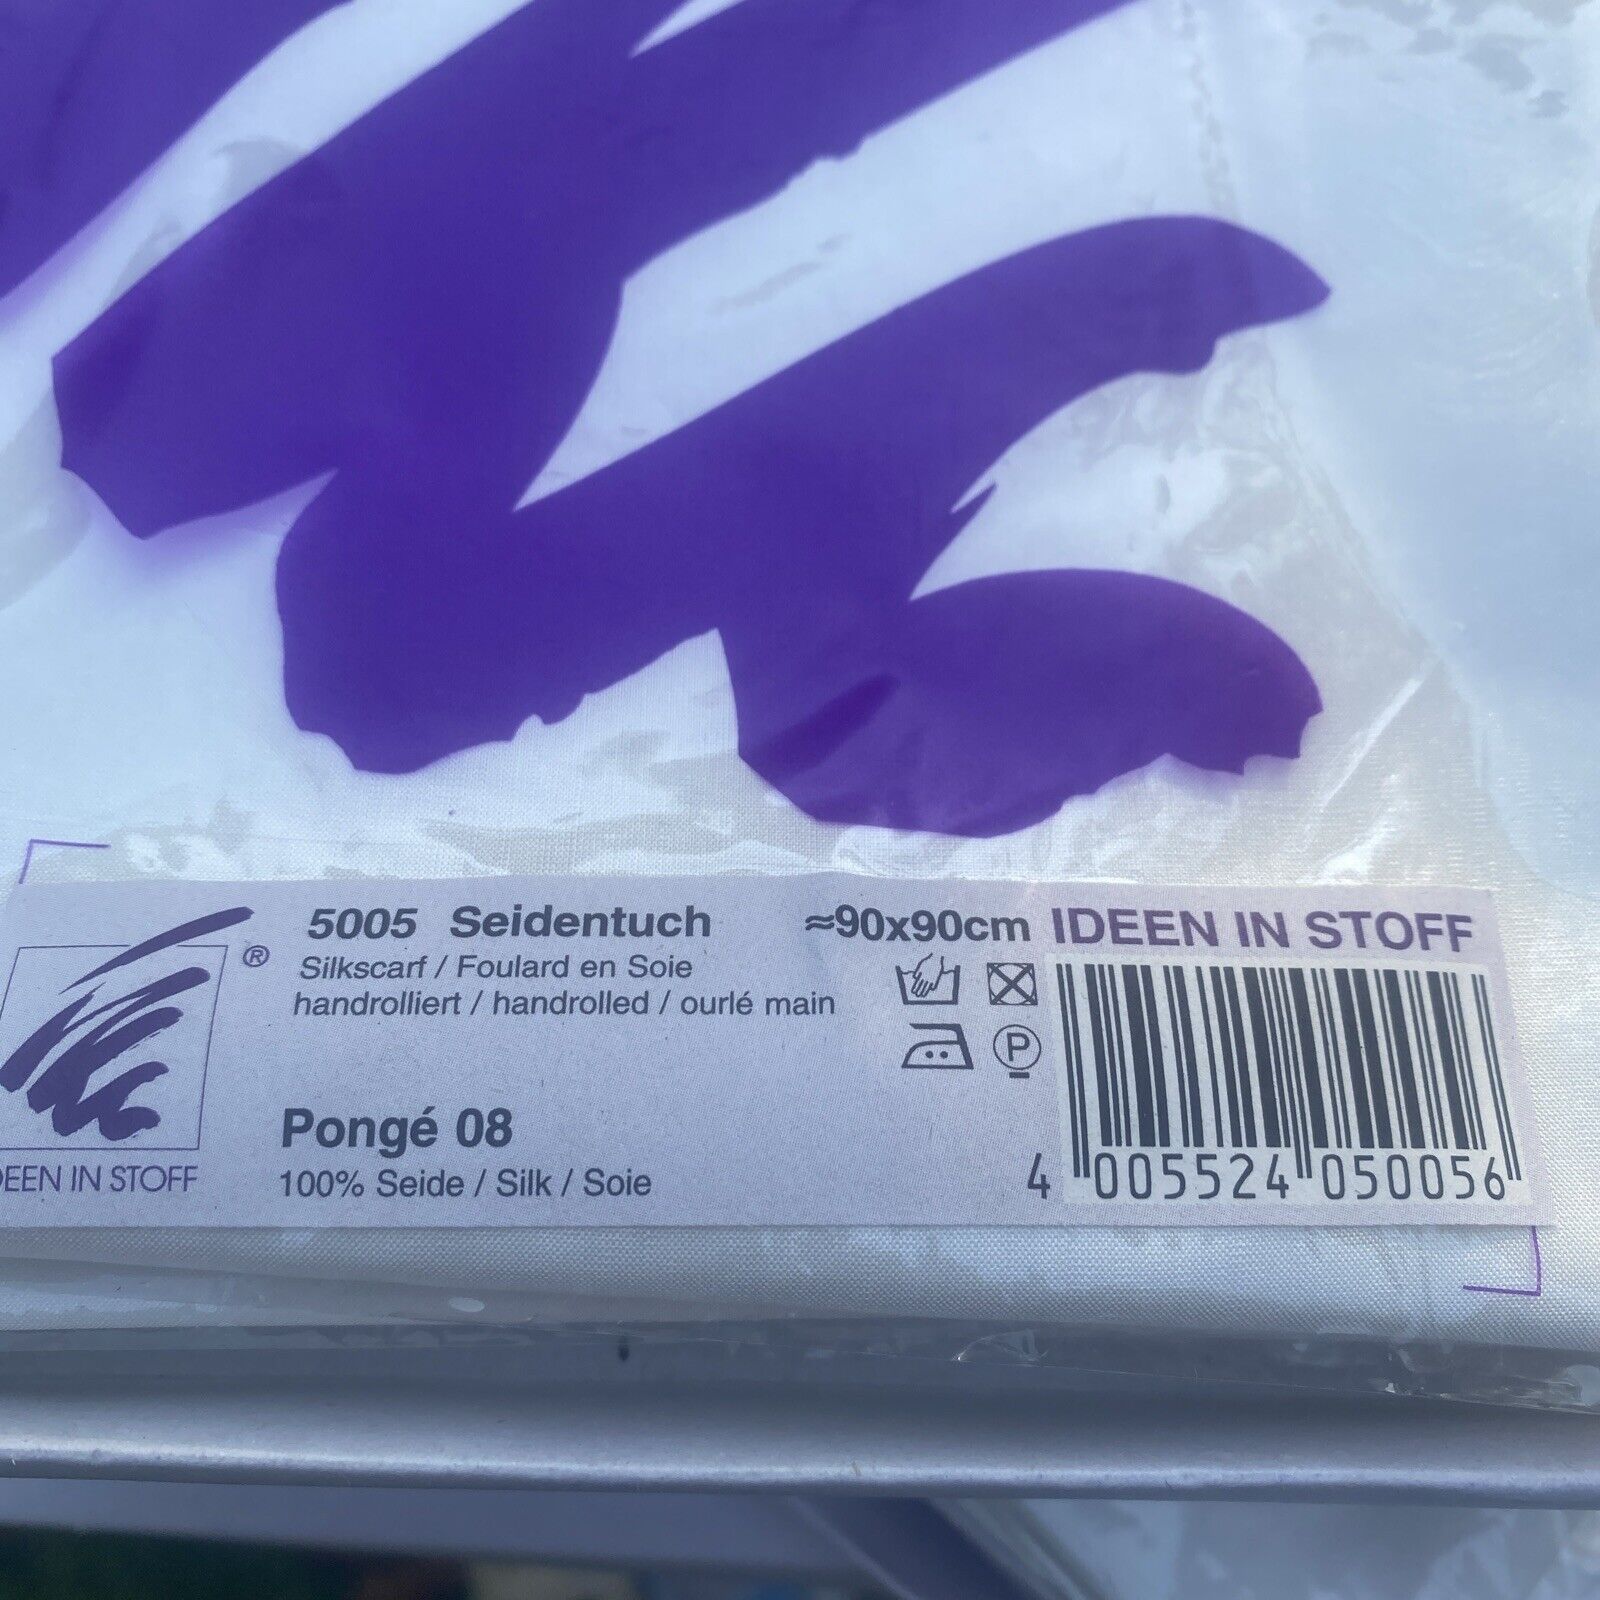 5005 Seidentuch ≈90x90cm IDEEN IN STOFF
Silkscarf / Foulard en Soie
handrolliert / handrolled / ourlé main
®
P
Pongé 08
100% Seide / Silk / Soie
DEEN IN STOFF
4 005524 050056